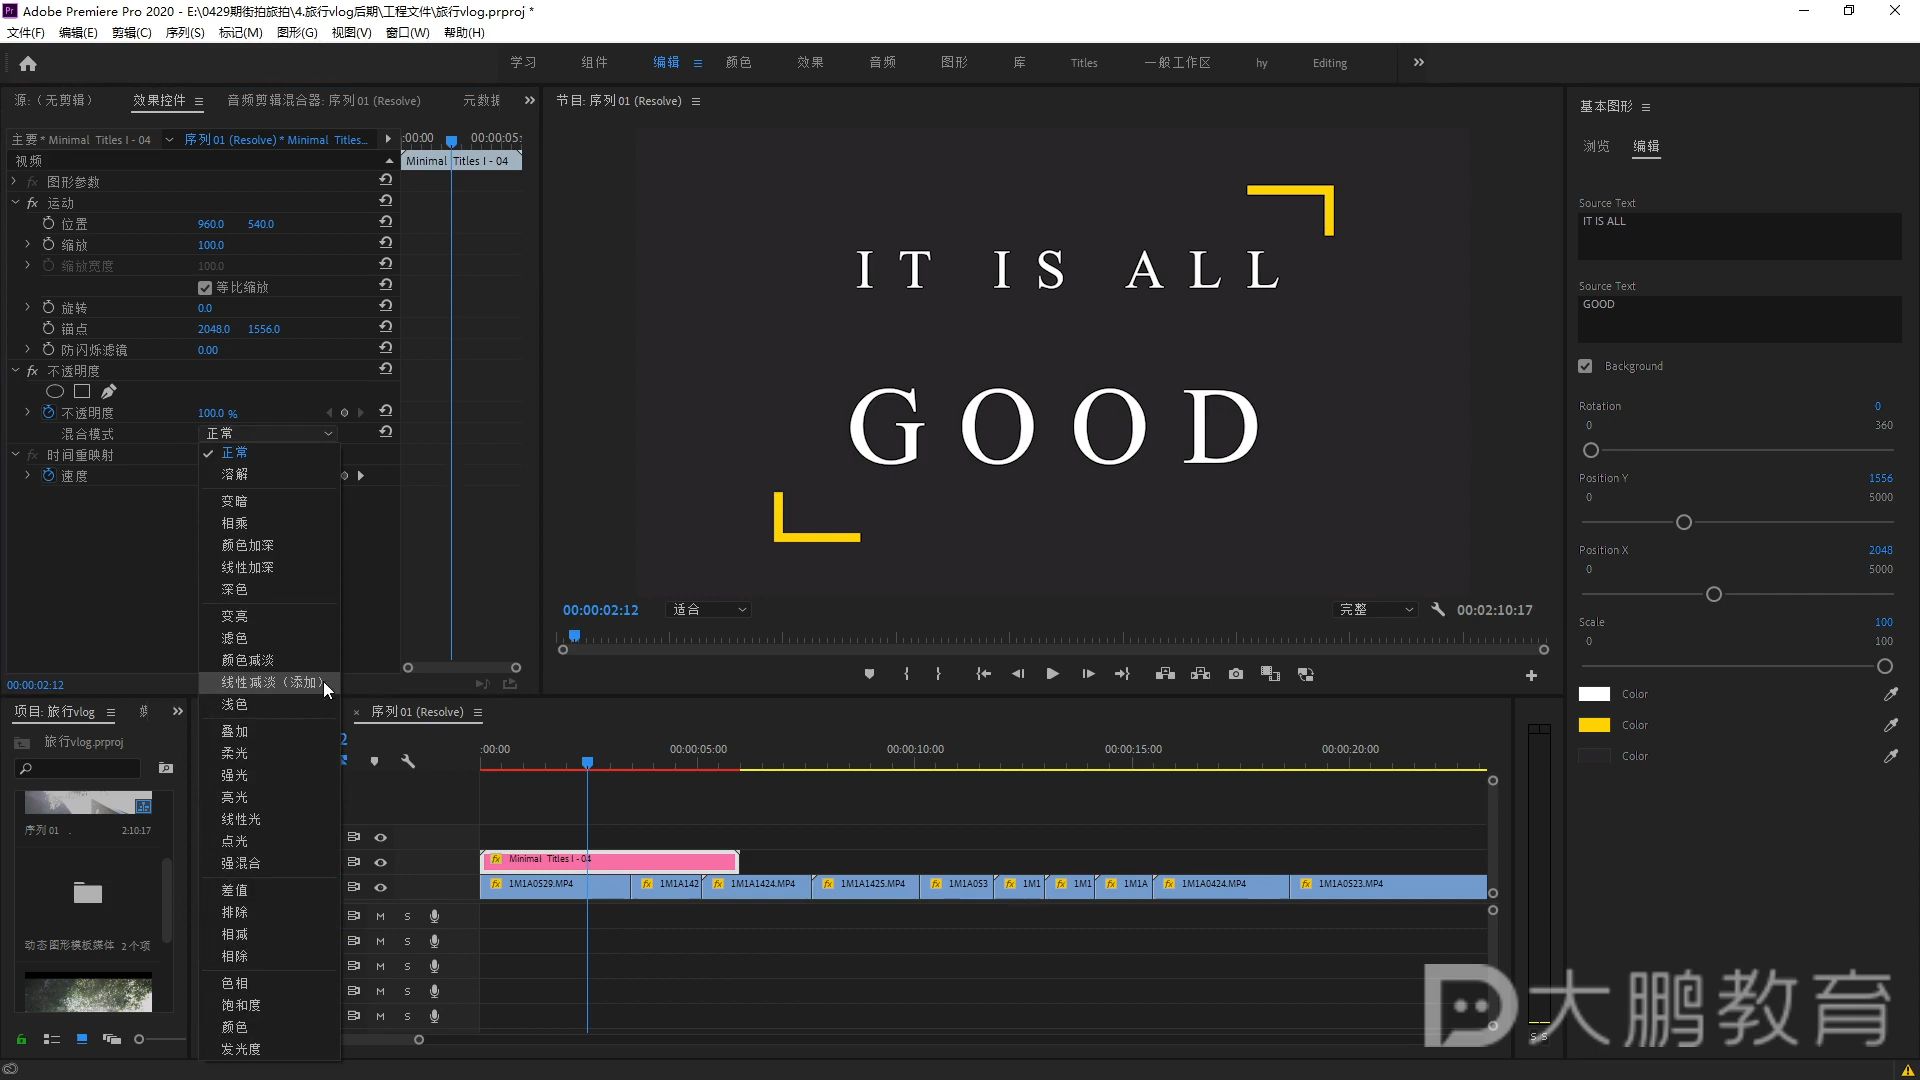 Adobe Premiere Pro 2020 - E:\0429期街拍旅拍\4.旅行vlog后期\工程文件\旅行vlog.prproj *
文件(F) 编辑(E) 剪辑(C) 序列(S) 标记(M) 图形(G) 视图(V) 窗口(W) 帮助(H)
学习 组件 编辑 颜色 效果 音频 图形 库 Titles 一般工作区 hy Editing
源:（无剪辑） 效果控件 音频剪辑混合器: 序列 01 (Resolve) 元数据
节目: 序列 01 (Resolve)
基本图形
主要 * Minimal Titles I - 04 序列 01 (Resolve) * Minimal Titles...
:00:00 00:00:05:
视频
Minimal Titles I - 04
浏览 编辑
fx 图形参数
fx 运动
位置 960.0 540.0
缩放 100.0
缩放宽度 100.0
等比缩放
旋转 0.0
锚点 2048.0 1556.0
防闪烁滤镜 0.00
fx 不透明度
不透明度 100.0 %
混合模式 正常
fx 时间重映射
速度
正常
溶解
变暗
相乘
颜色加深
线性加深
深色
变亮
滤色
颜色减淡
线性减淡（添加）
浅色
叠加
柔光
强光
亮光
线性光
点光
强混合
差值
排除
相减
相除
色相
饱和度
颜色
发光度
00:00:02:12
IT IS ALL
GOOD
00:00:02:12 适合 完整 00:02:10:17
Source Text
IT IS ALL
Source Text
GOOD
Background
Rotation 0
0 360
Position Y 1556
0 5000
Position X 2048
0 5000
Scale 100
0 100
Color
Color
Color
项目: 旅行vlog
旅行vlog.prproj
序列 01 . 2:10:17
动态图形模板媒体 2 个项
× 序列 01 (Resolve)
:00:00 00:00:05:00 00:00:10:00 00:00:15:00 00:00:20:00
fx Minimal Titles I - 04
fx 1M1A0529.MP4 fx 1M1A142 fx 1M1A1424.MP4 fx 1M1A1425.MP4 fx 1M1A053 fx 1M1 fx 1M1 fx 1M1A fx 1M1A0424.MP4 fx 1M1A0523.MP4
M S
M S
M S
M S
M S
S S
大鹏教育